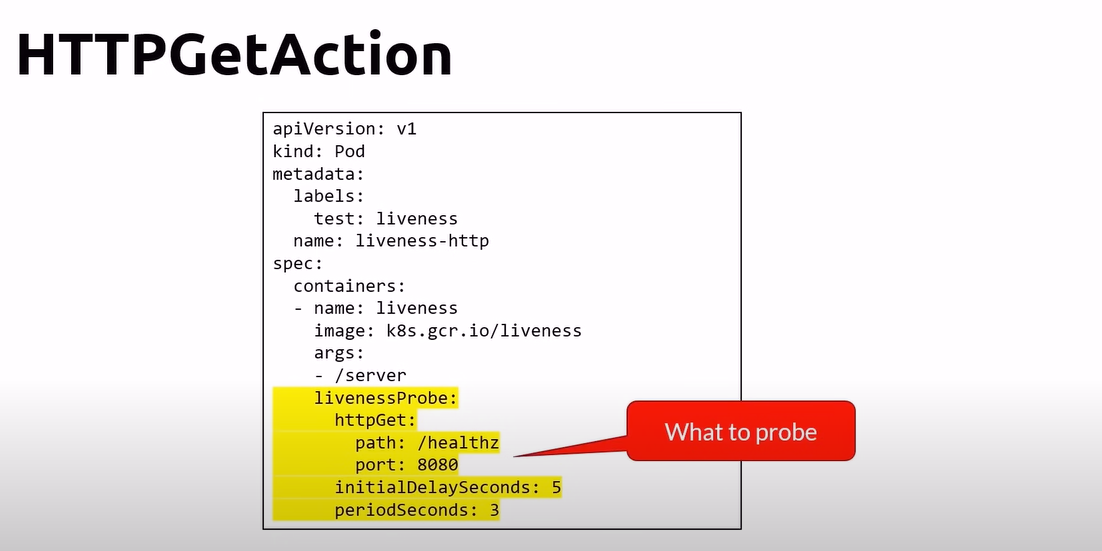 HTTPGetAction
apiVersion: v1
kind: Pod
metadata:
  labels:
    test: liveness
  name: liveness-http
spec:
  containers:
  - name: liveness
    image: k8s.gcr.io/liveness
    args:
    - /server
    livenessProbe:
      httpGet:
        path: /healthz
        port: 8080
      initialDelaySeconds: 5
      periodSeconds: 3
What to probe